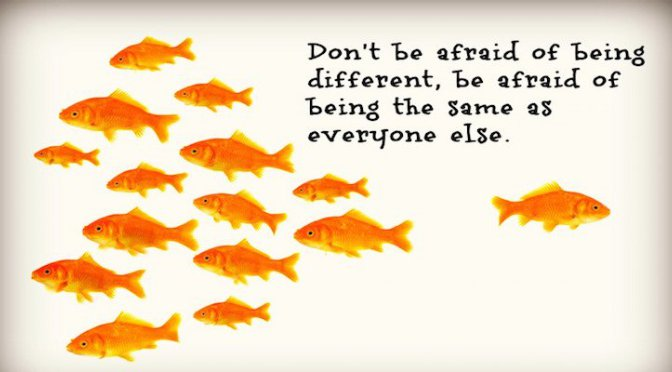 Don't be afraid of being
different, be afraid of
being the same as
everyone else.